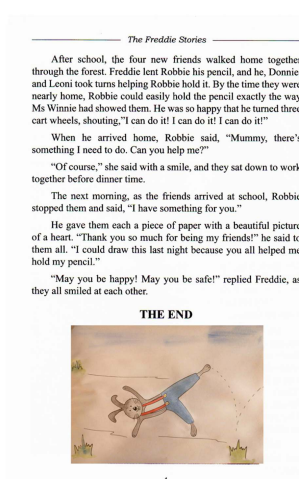 The Freddie Stories
After school, the four new friends walked home together
through the forest. Freddie lent Robbie his pencil, and he, Donnie
and Leoni took turns helping Robbie hold it. By the time they were
nearly home, Robbie could easily hold the pencil exactly the way
Ms Winnie had showed them. He was so happy that he turned three
cart wheels, shouting,"I can do it! I can do it! I can do it!"
When he arrived home, Robbie said, “Mummy, there's
something I need to do. Can you help me?”
“Of course,” she said with a smile, and they sat down to work
together before dinner time.
The next morning, as the friends arrived at school, Robbie
stopped them and said, “I have something for you.”
He gave them each a piece of paper with a beautiful picture
of a heart. “Thank you so much for being my friends!” he said to
them all. “I could draw this last night because you all helped me
hold my pencil.”
“May you be happy! May you be safe!” replied Freddie, as
they all smiled at each other.
THE END